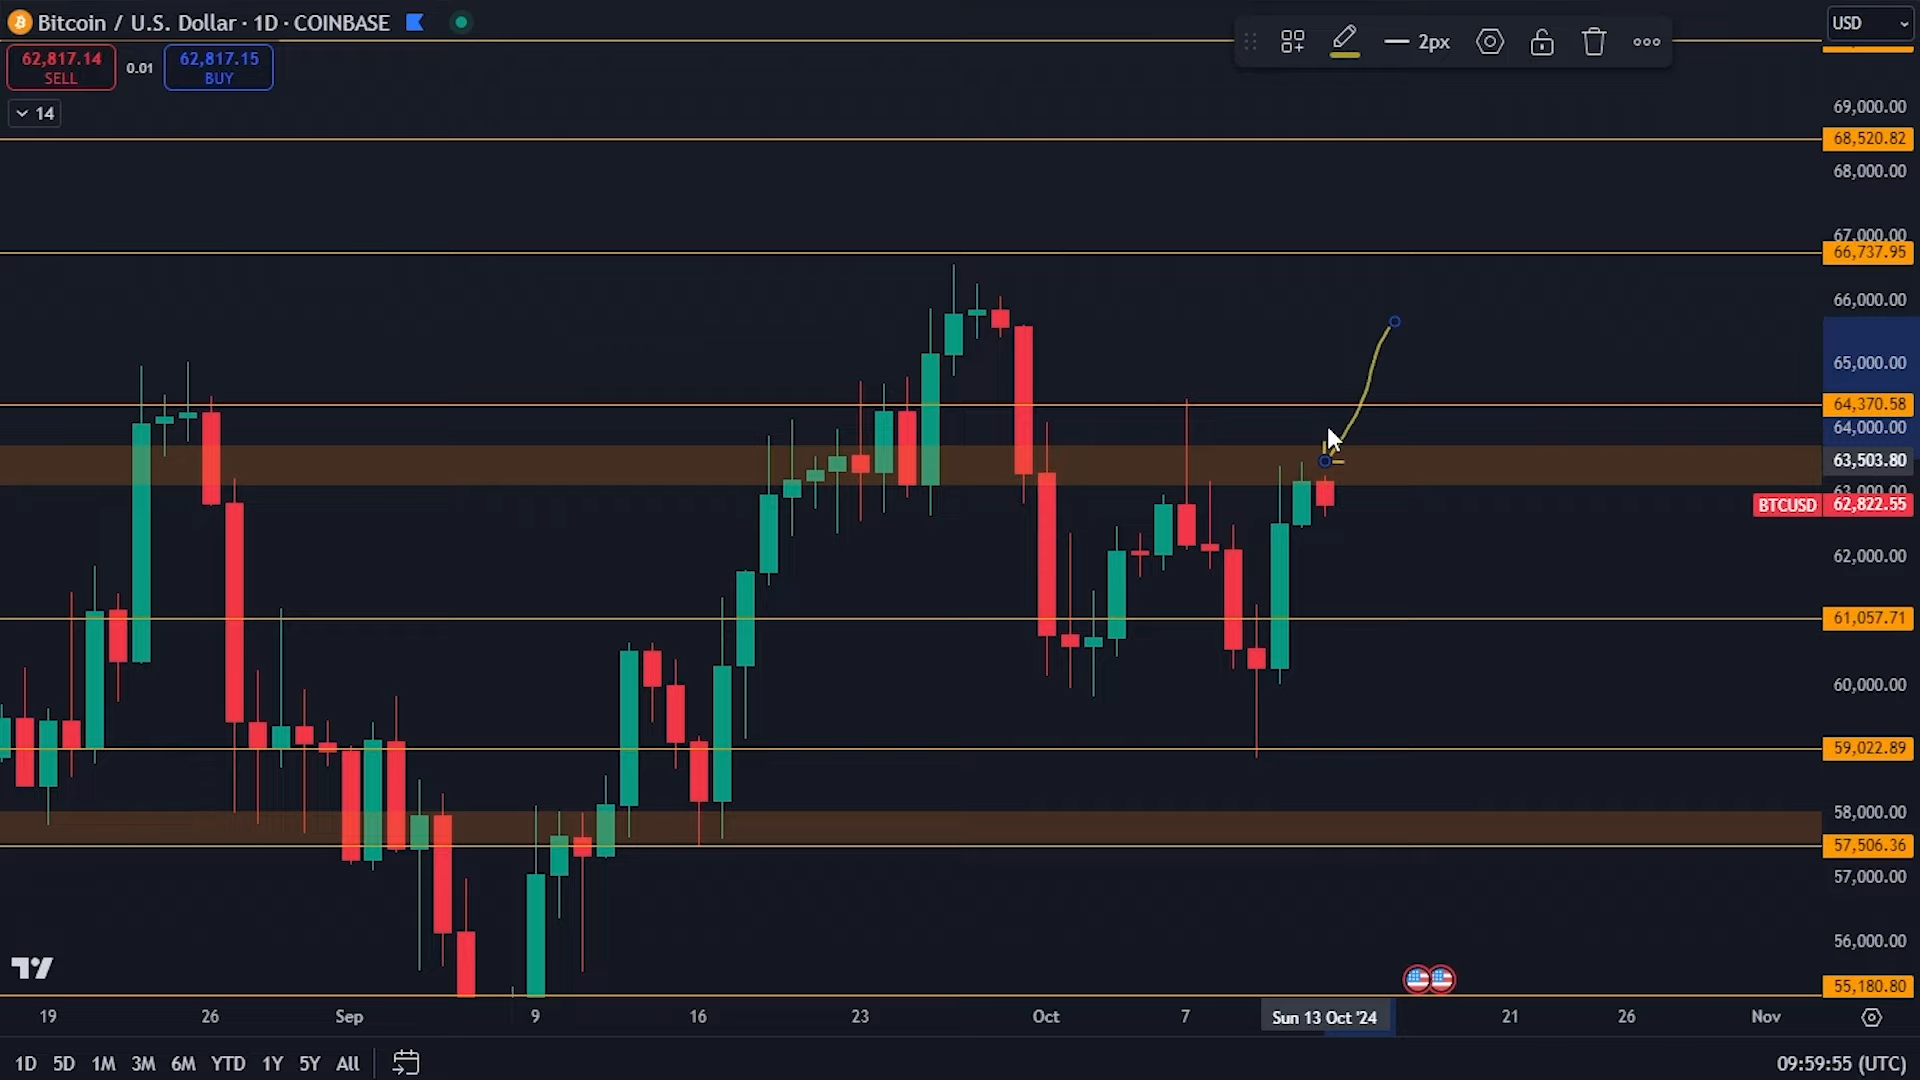 Bitcoin / U.S. Dollar · 1D · COINBASE
USD
62,817.14
SELL
0.01
62,817.15
BUY
2px
14
69,000.00
68,520.82
68,000.00
67,000.00
66,737.95
66,000.00
65,000.00
64,370.58
64,000.00
63,503.80
63,000.00
BTCUSD 62,822.55
62,000.00
61,057.71
60,000.00
59,022.89
58,000.00
57,506.36
57,000.00
56,000.00
55,180.80
19 26 Sep 9 16 23 Oct 7 Sun 13 Oct '24 21 26 Nov
1D 5D 1M 3M 6M YTD 1Y 5Y All
09:59:55 (UTC)